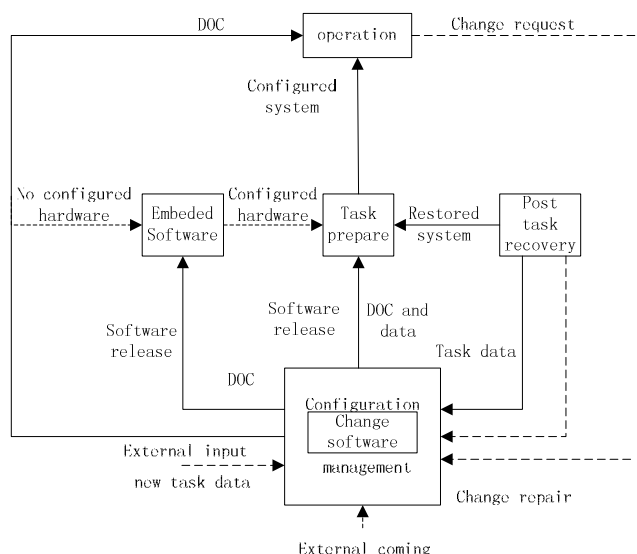 DOC
operation
Change request
Configured
system
No configured
hardware
Embeded
Software
Configured
hardware
Task
prepare
Restored
system
Post
task
recovery
Software
release
Software
release
DOC and
data
Task data
DOC
Configuration
Change
software
management
External input
new task data
Change repair
External coming